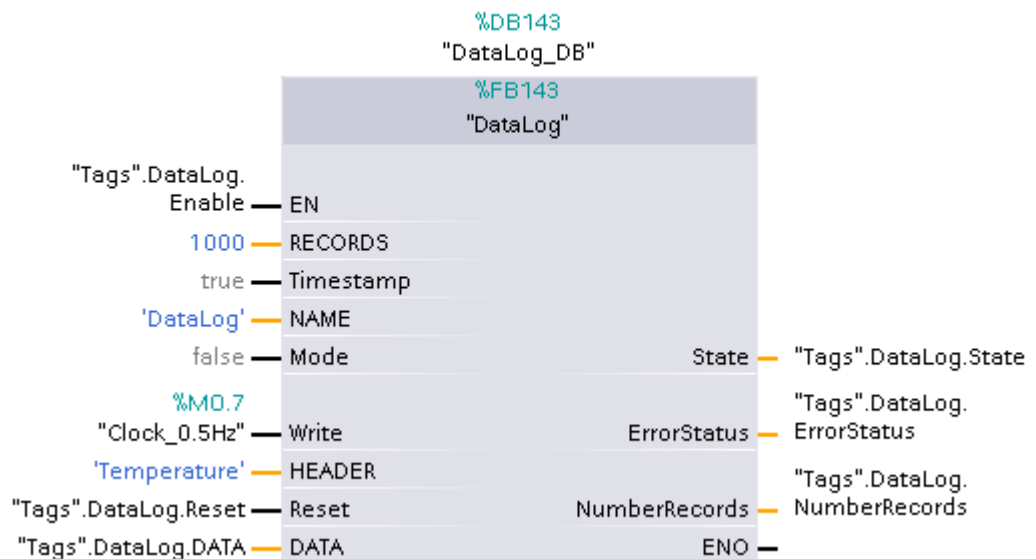 %DB143
"DataLog_DB"
%FB143
"DataLog"
"Tags".DataLog.
Enable EN
1000 RECORDS
true Timestamp
'DataLog' NAME
false Mode State "Tags".DataLog.State
%M0.7
"Clock_0.5Hz" Write ErrorStatus "Tags".DataLog.
ErrorStatus
'Temperature' HEADER
"Tags".DataLog.Reset Reset NumberRecords "Tags".DataLog.
NumberRecords
"Tags".DataLog.DATA DATA ENO